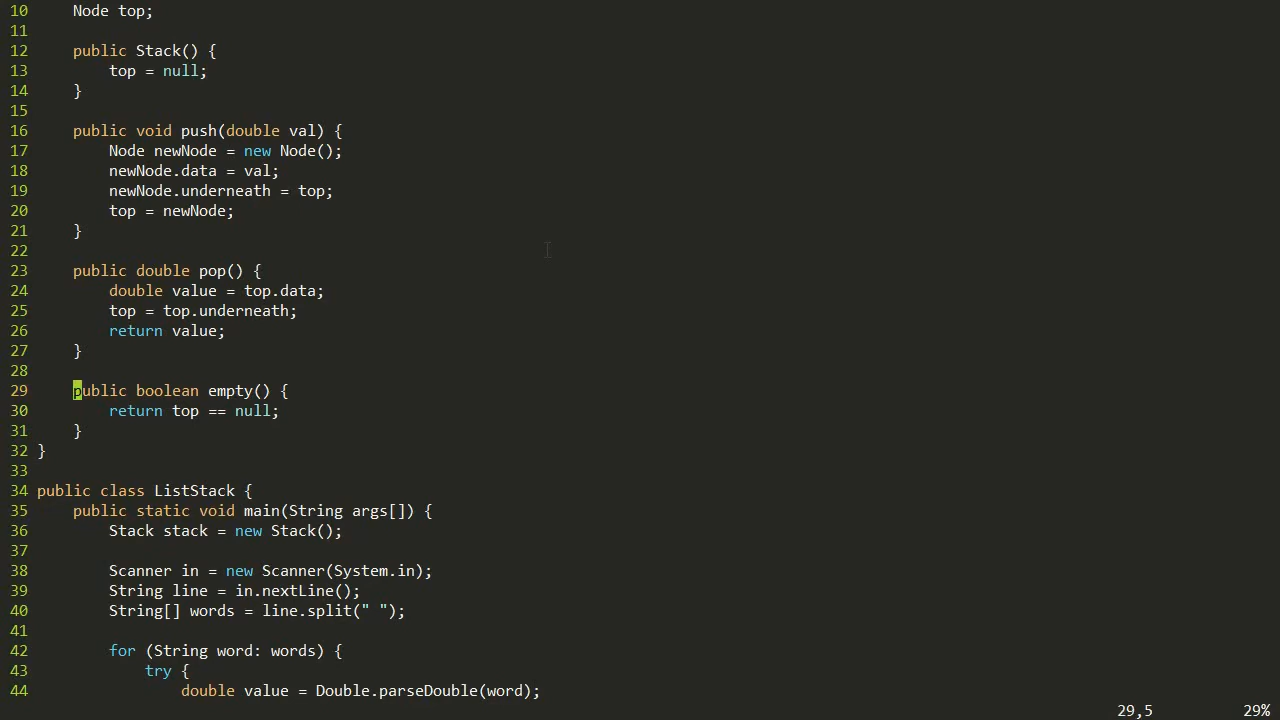 10     Node top;
11
12     public Stack() {
13         top = null;
14     }
15
16     public void push(double val) {
17         Node newNode = new Node();
18         newNode.data = val;
19         newNode.underneath = top;
20         top = newNode;
21     }
22
23     public double pop() {
24         double value = top.data;
25         top = top.underneath;
26         return value;
27     }
28
29     public boolean empty() {
30         return top == null;
31     }
32 }
33
34 public class ListStack {
35     public static void main(String args[]) {
36         Stack stack = new Stack();
37
38         Scanner in = new Scanner(System.in);
39         String line = in.nextLine();
40         String[] words = line.split(" ");
41
42         for (String word: words) {
43             try {
44                 double value = Double.parseDouble(word);
29,5          29%